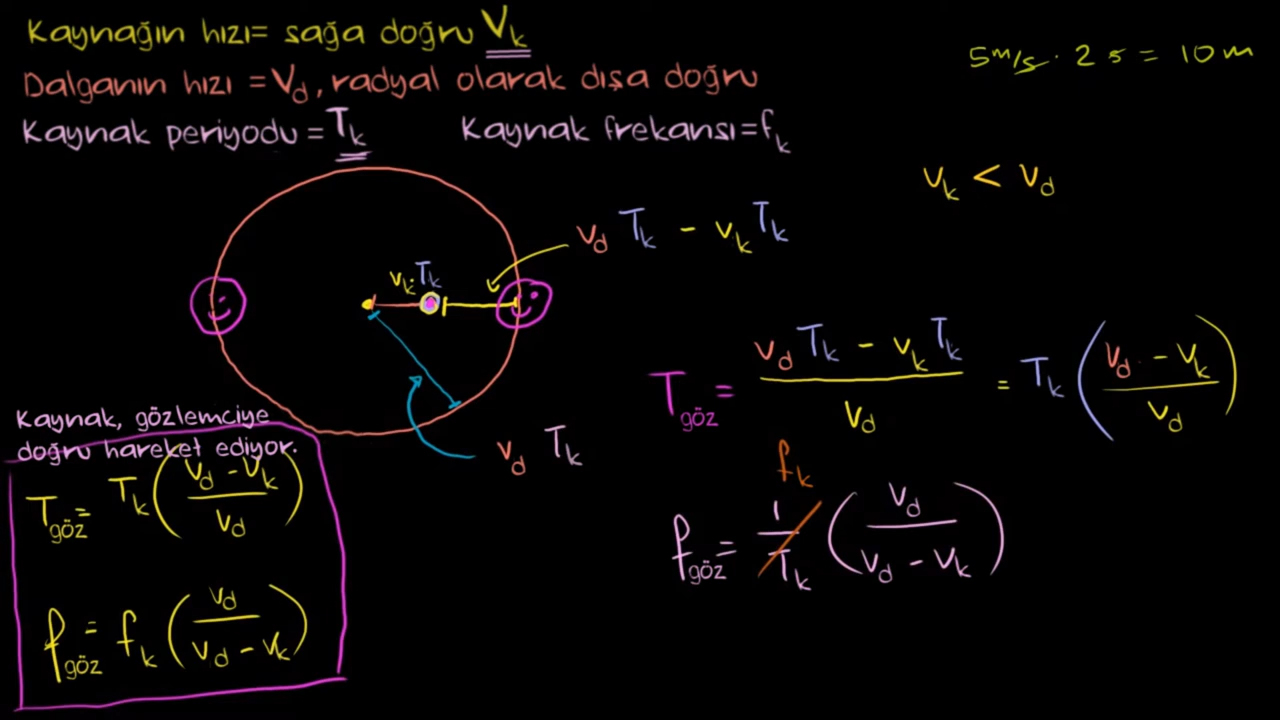 Kaynağın hızı= sağa doğru Vk
5 m/s · 2 s = 10 m
Dalganın hızı = Vd, radyal olarak dışa doğru
Kaynak periyodu = Tk
Kaynak frekansı=fk
vk < vd
vd Tk - vk Tk
vk Tk
Tgöz = (vd Tk - vk Tk) / vd = Tk ((vd - vk) / vd)
vd Tk
Kaynak, gözlemciye
doğru hareket ediyor.
Tgöz = Tk ((vd - vk) / vd)
fk
fgöz = 1/Tk (vd / (vd - vk))
fgöz = fk (vd / (vd - vk))